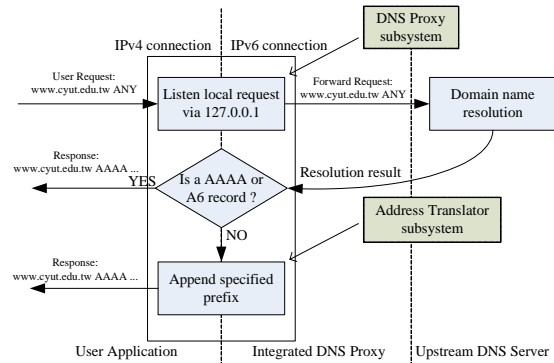 DNS Proxy
subsystem
IPv4 connection
IPv6 connection
User Request:
www.cyut.edu.tw ANY
Listen local request
via 127.0.0.1
Forward Request:
www.cyut.edu.tw ANY
Domain name
resolution
Response:
www.cyut.edu.tw AAAA ...
YES
Is a AAAA or
A6 record ?
Resolution result
NO
Address Translator
subsystem
Response:
www.cyut.edu.tw AAAA ...
Append specified
prefix
User Application
Integrated DNS Proxy
Upstream DNS Server